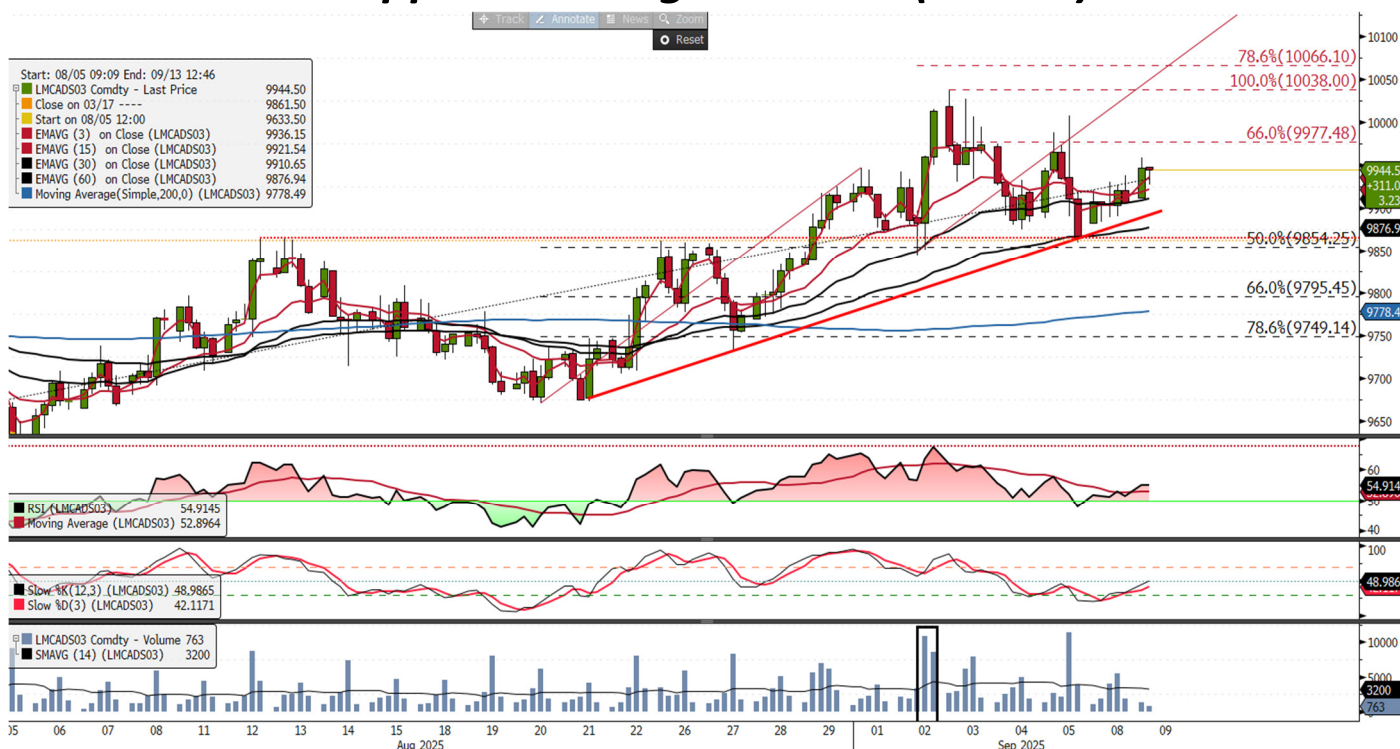 Track Annotate News Zoom
Reset
Start: 08/05 09:09 End: 09/13 12:46
LMCADS03 Comdty - Last Price 9944.50
Close on 03/17 ---- 9861.50
Start on 08/05 12:00 9633.50
EMAVG (3) on Close (LMCADS03) 9936.15
EMAVG (15) on Close (LMCADS03) 9921.54
EMAVG (30) on Close (LMCADS03) 9910.65
EMAVG (60) on Close (LMCADS03) 9876.94
Moving Average(Simple,200,0) (LMCADS03) 9778.49
78.6%(10066.10)
100.0%(10038.00)
66.0%(9977.48)
50.0%(9854.25)
66.0%(9795.45)
78.6%(9749.14)
10100
10050
10000
9944.5
9311.0
3.23
9900
9876.9
9850
9800
9778.4
9750
9700
9650
RSI (LMCADS03) 54.9145
Moving Average (LMCADS03) 52.8964
60
54.914
50
40
Slow %K(12,3) (LMCADS03) 48.9865
Slow %D(3) (LMCADS03) 42.1171
100
48.986
LMCADS03 Comdty - Volume 763
SMAVG (14) (LMCADS03) 3200
10000
5000
3200
763
05 06 07 08 11 12 13 14 15 18 19 20 21 22 25 26 27 28 29 01 02 03 04 05 08 09
Aug 2025 Sep 2025